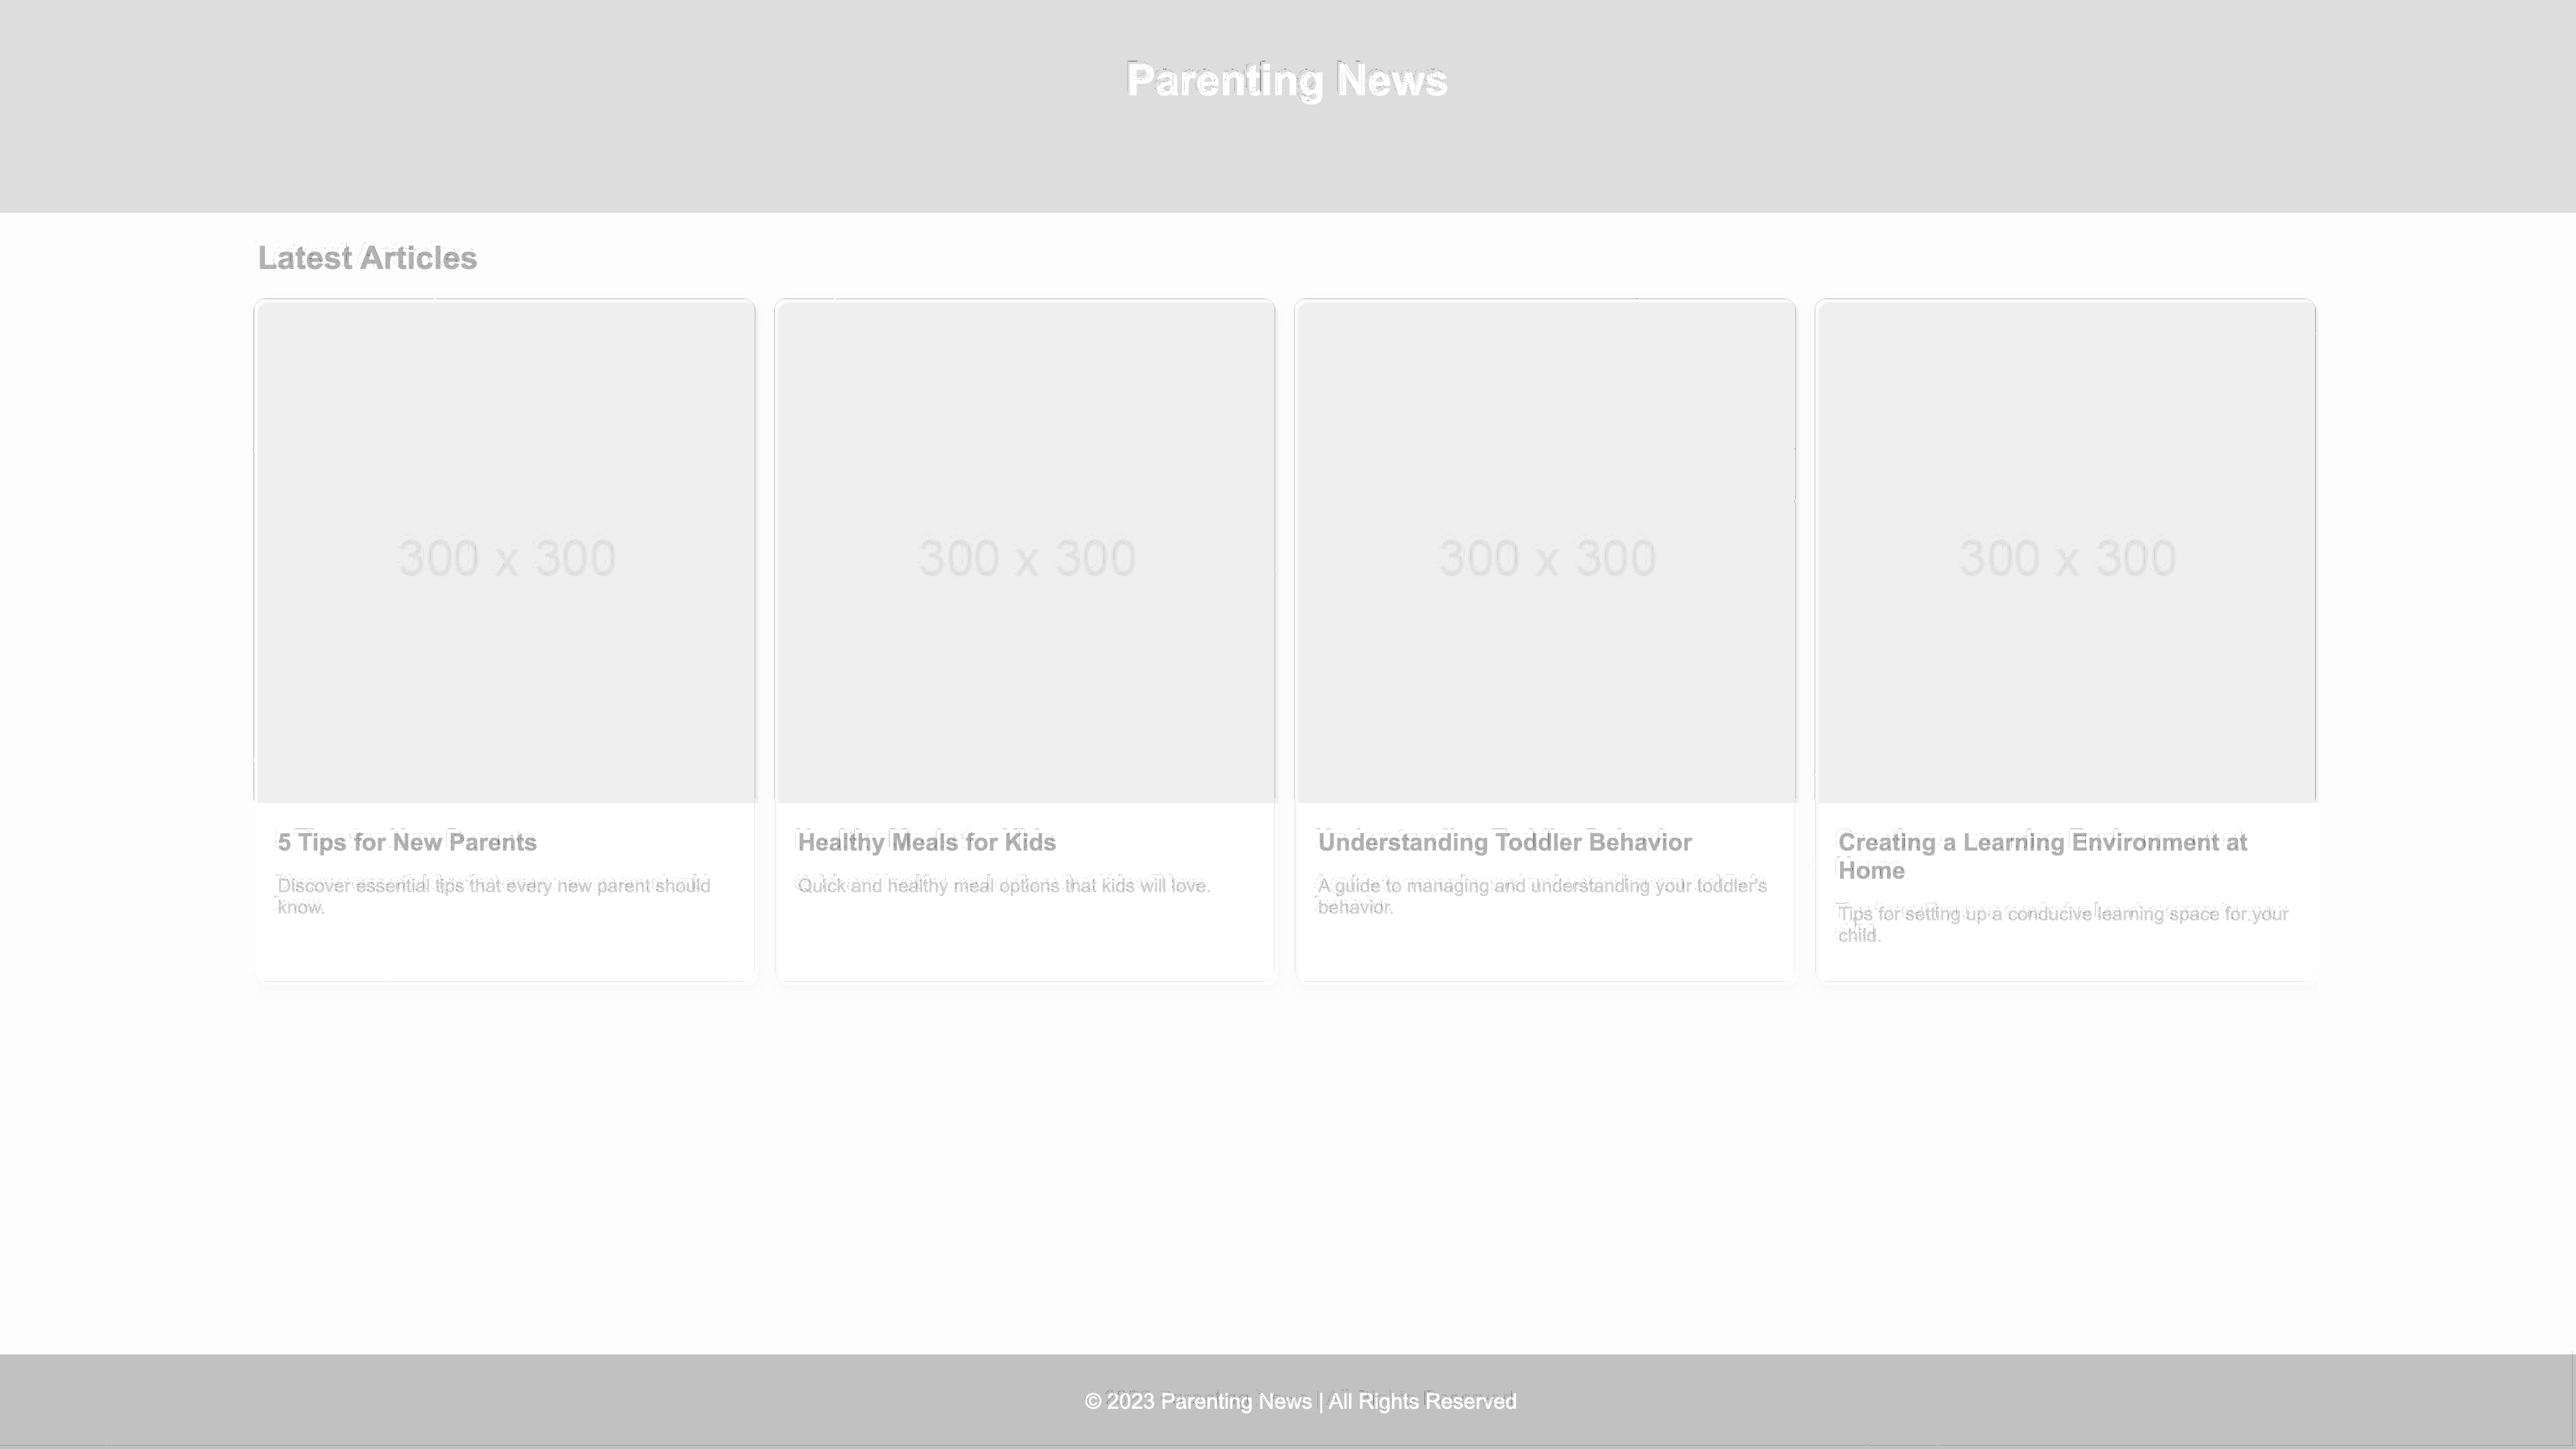 Parenting News
Latest Articles
300 x 300
300 x 300
300 x 300
300 x 300
5 Tips for New Parents
Discover essential tips that every new parent should
know.
Healthy Meals for Kids
Quick and healthy meal options that kids will love.
Understanding Toddler Behavior
A guide to managing and understanding your toddler's
behavior.
Creating a Learning Environment at
Home
Tips for setting up a conducive learning space for your
child.
© 2023 Parenting News | All Rights Reserved